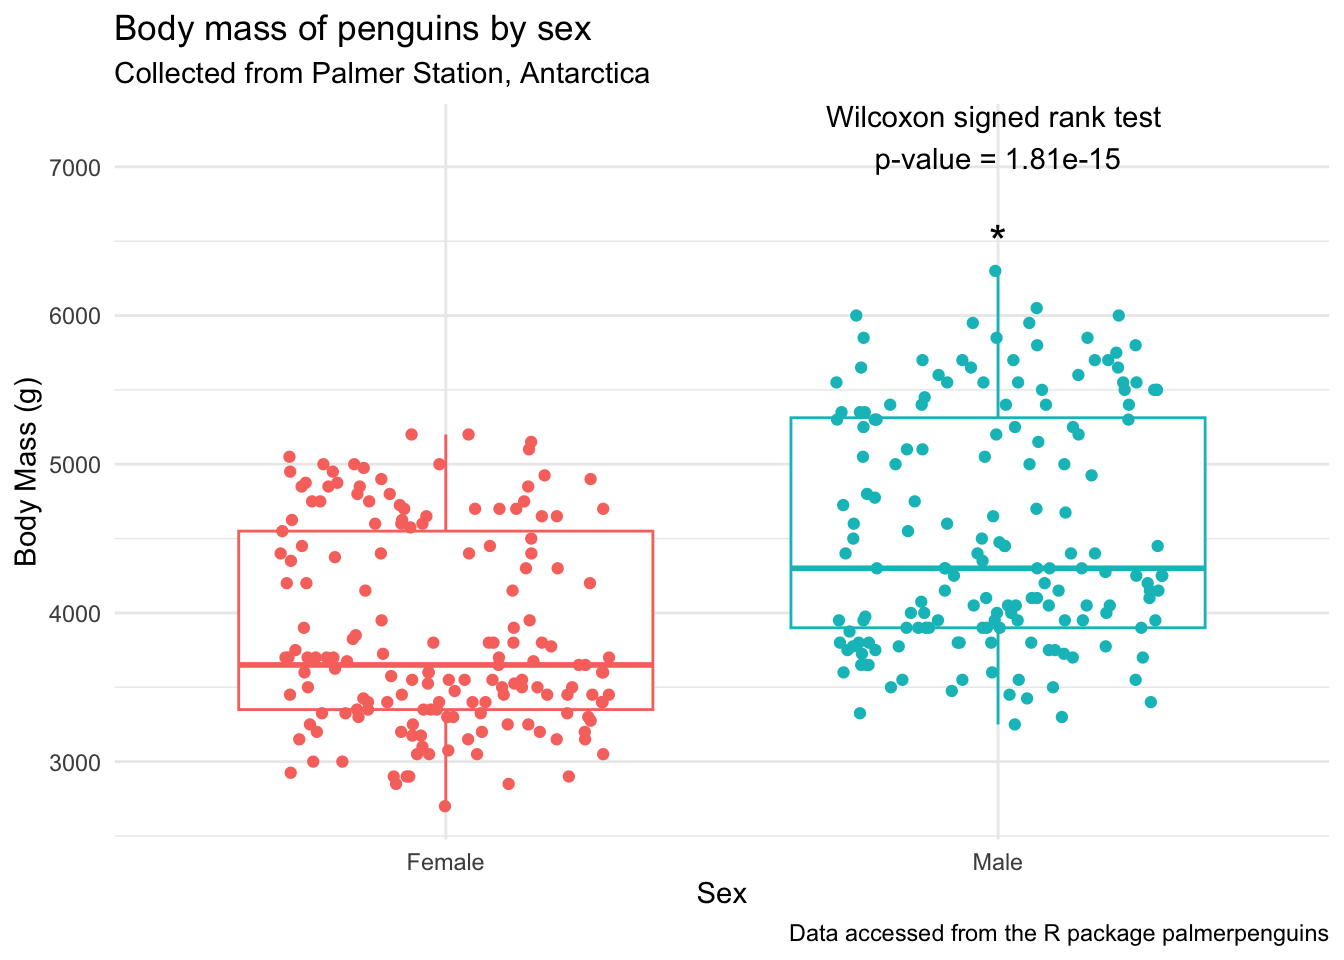 Body mass of penguins by sex
Collected from Palmer Station, Antarctica
Wilcoxon signed rank test
p-value = 1.81e-15
*
7000
6000
5000
4000
3000
Body Mass (g)
Female Male
Sex
Data accessed from the R package palmerpenguins